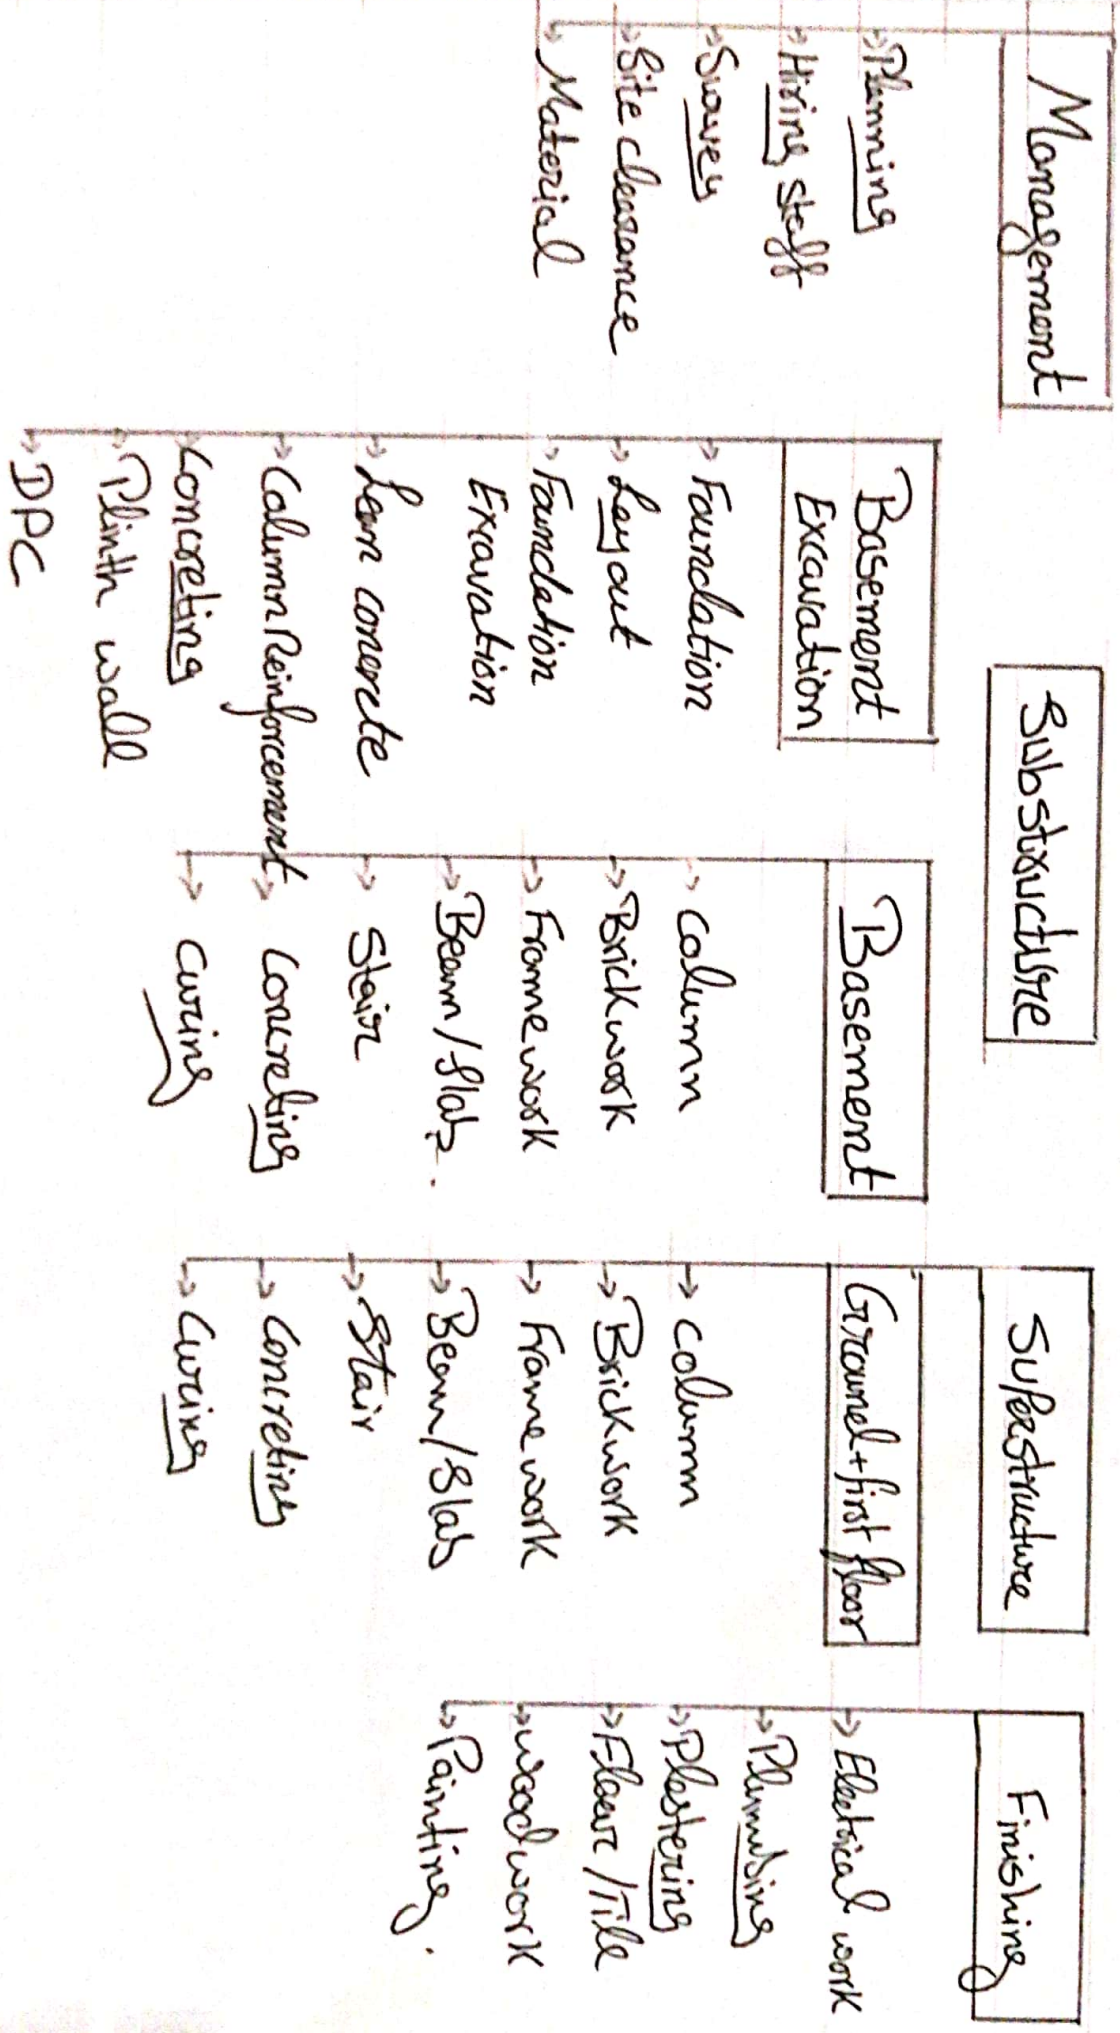 Management
Planning
Hiring staff
Survey
Site clearance
Material
Substructure
Basement
Excavation
Foundation
Layout
Foundation
Excavation
Lean concrete
Column Reinforcement
Concreting
Plinth wall
DPC
Basement
Column
Brickwork
Framework
Beam/Slab.
Stair
Concreting
Curing
Superstructure
Ground+first floor
Column
Brickwork
Framework
Beam/Slab
Stair
Concreting
Curing
Finishing
Electrical work
Plumbing
Plastering
Floor/Tile
Woodwork
Painting.